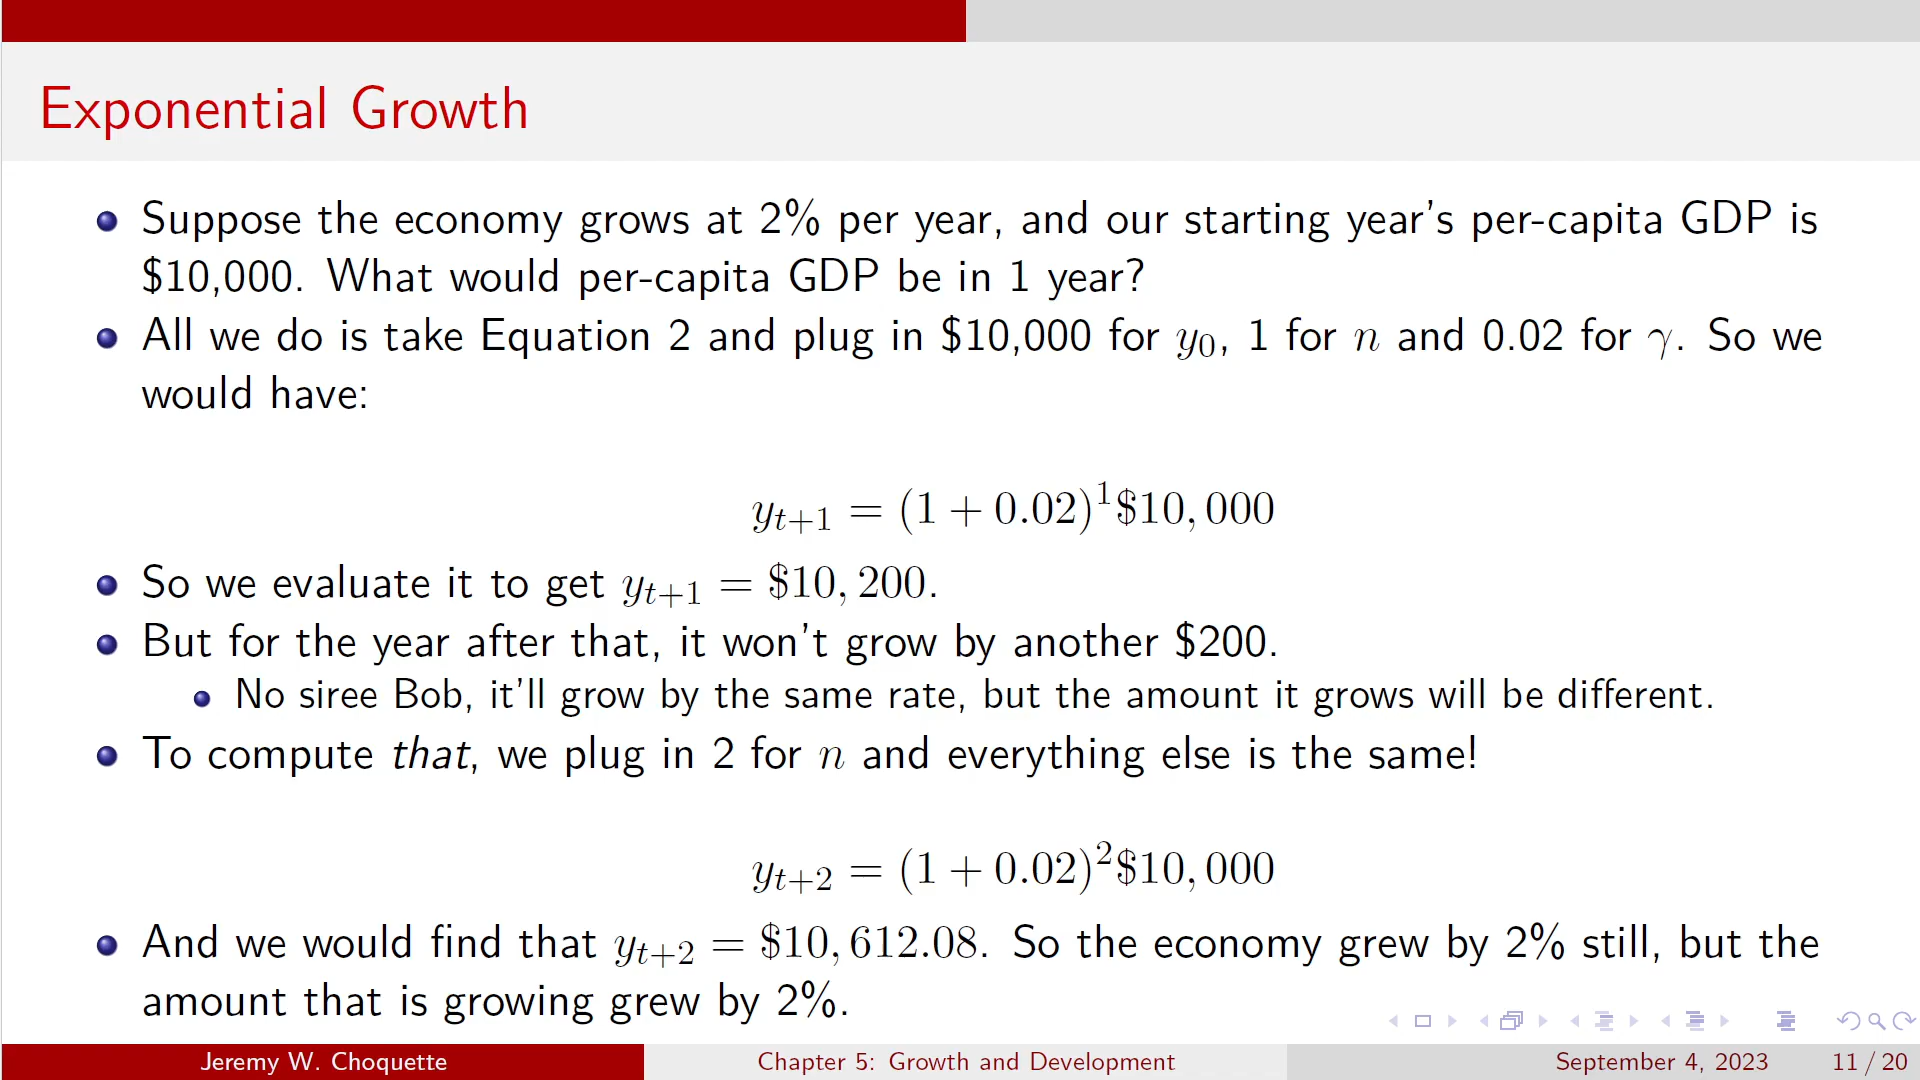 Exponential Growth
Suppose the economy grows at 2% per year, and our starting year's per-capita GDP is
$10,000. What would per-capita GDP be in 1 year?
All we do is take Equation 2 and plug in $10,000 for y₀, 1 for n and 0.02 for γ. So we
would have:
yₜ₊₁ = (1 + 0.02)¹$10, 000
So we evaluate it to get yₜ₊₁ = $10, 200.
But for the year after that, it won't grow by another $200.
No siree Bob, it'll grow by the same rate, but the amount it grows will be different.
To compute that, we plug in 2 for n and everything else is the same!
yₜ₊₂ = (1 + 0.02)²$10, 000
And we would find that yₜ₊₂ = $10, 612.08. So the economy grew by 2% still, but the
amount that is growing grew by 2%.
Jeremy W. Choquette Chapter 5: Growth and Development September 4, 2023 11 / 20